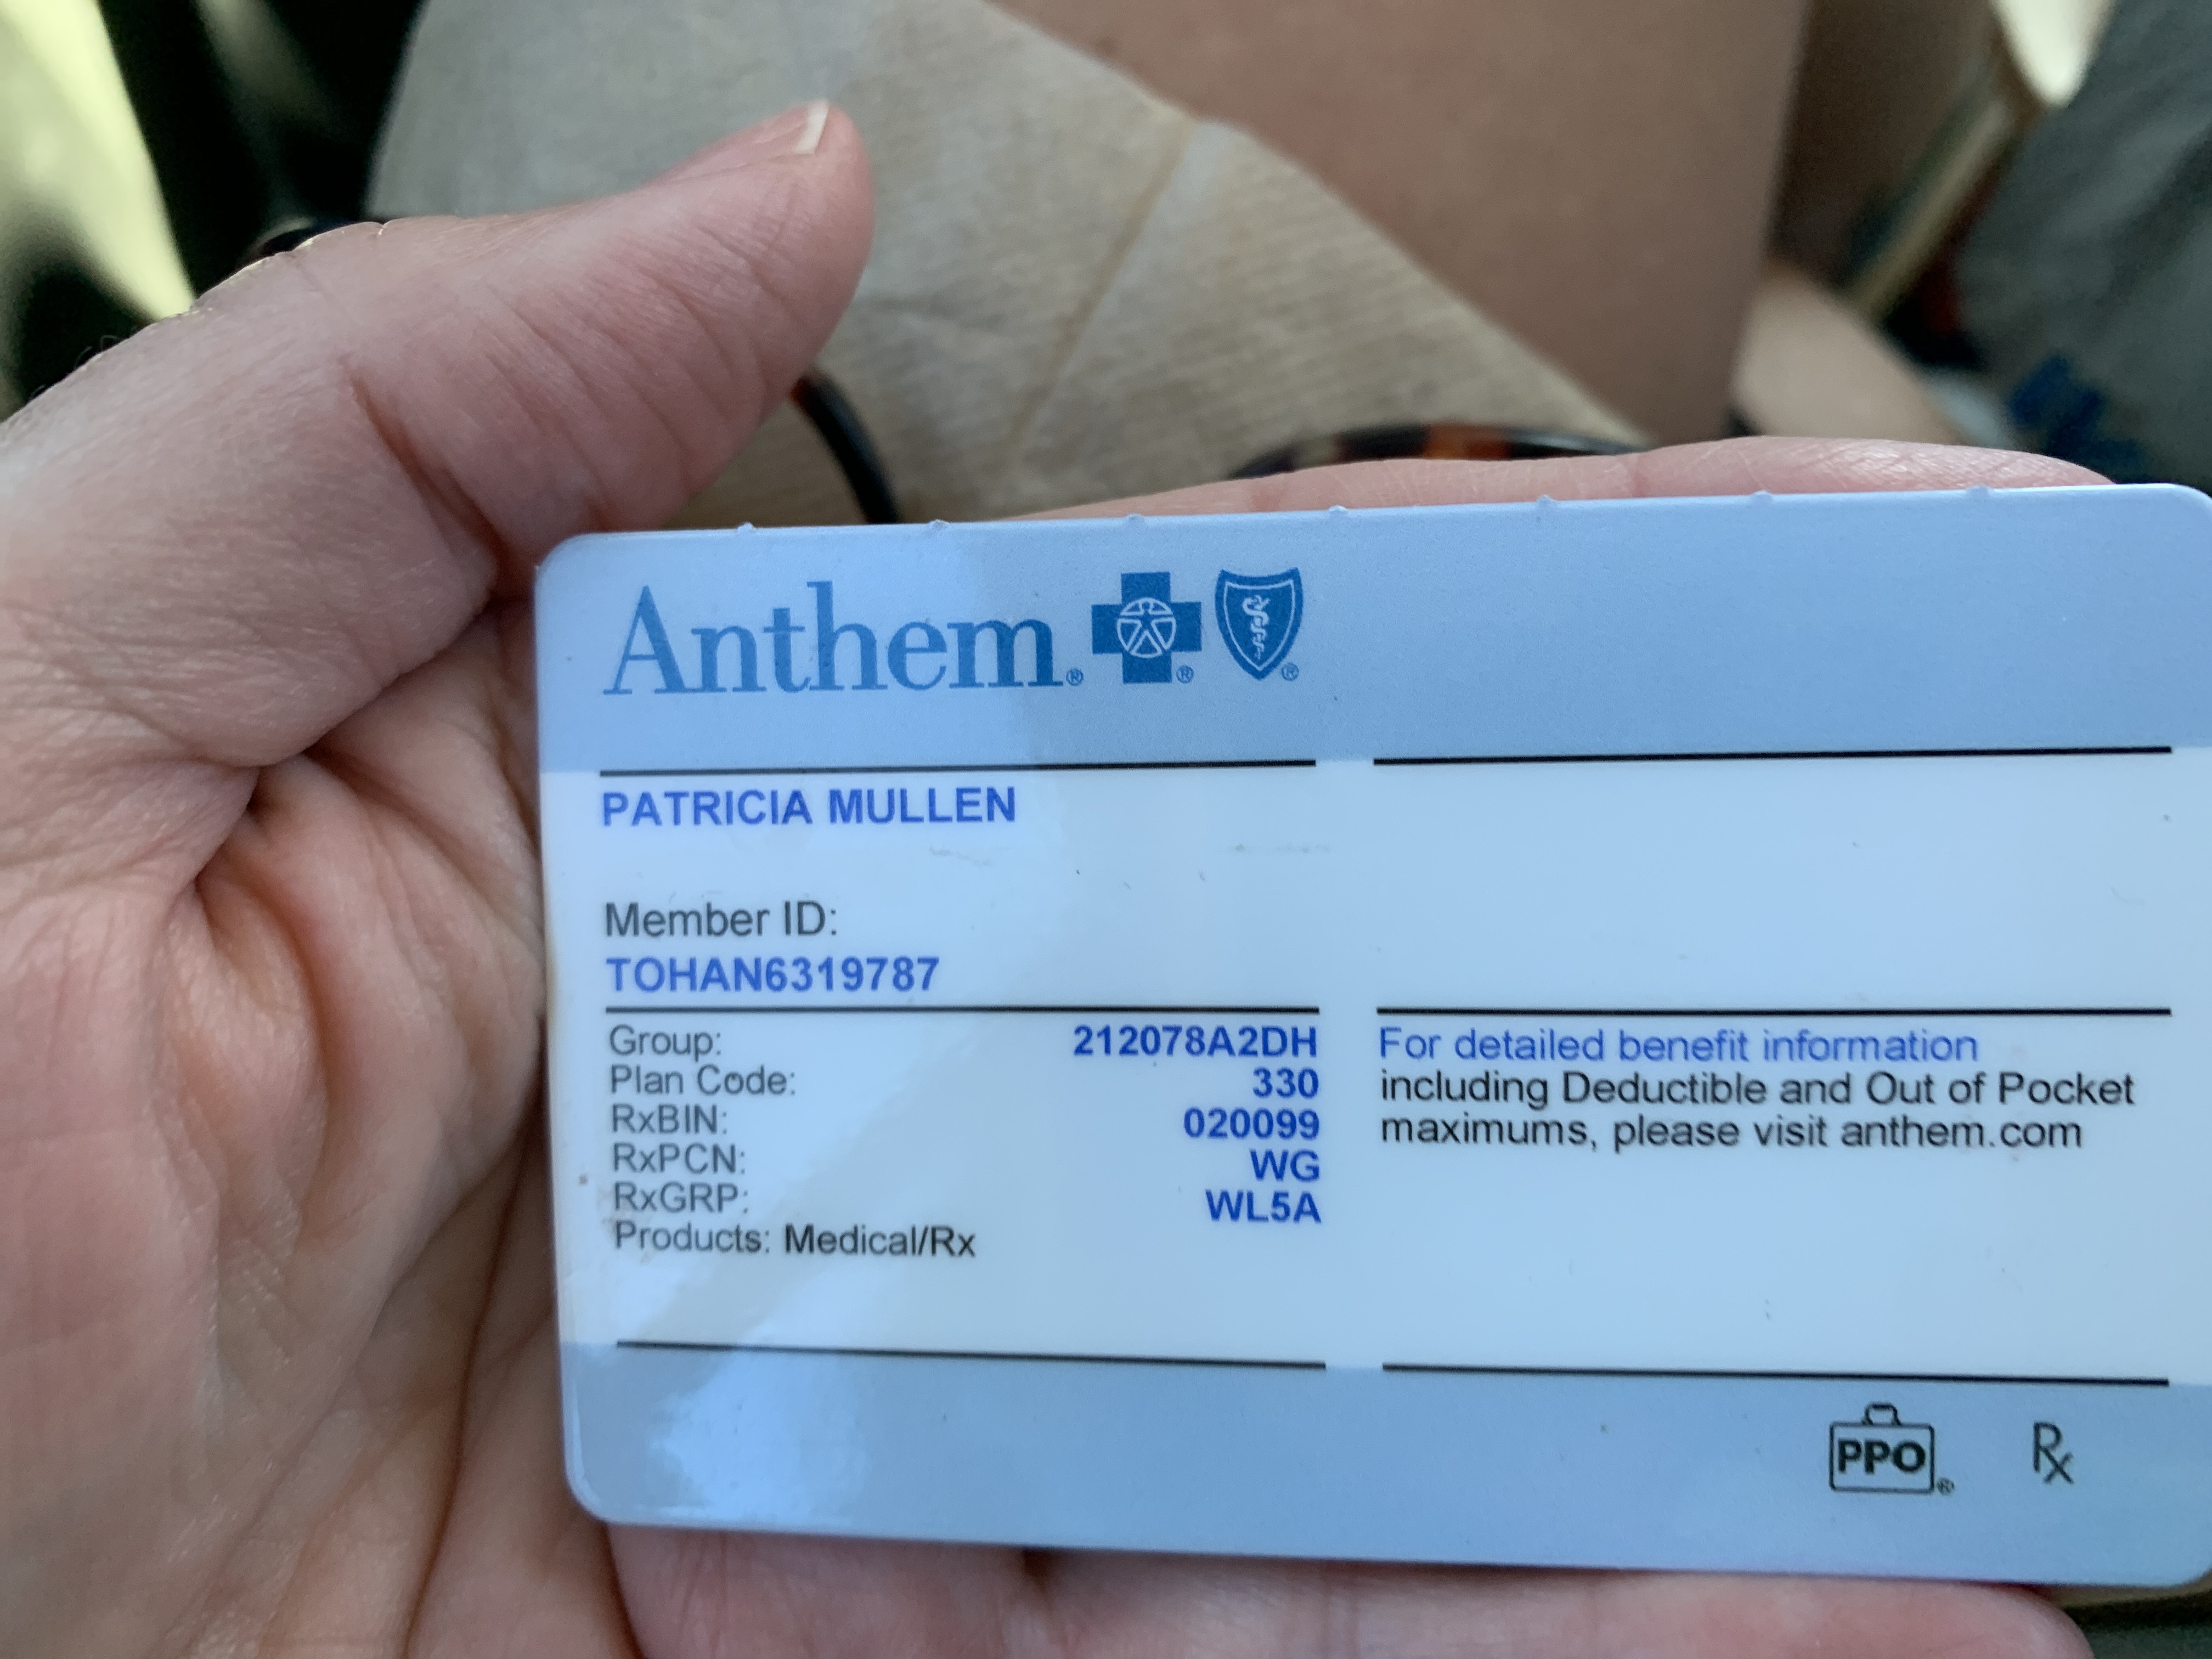 Anthem®
PATRICIA MULLEN
Member ID:
TOHAN6319787
Group: 212078A2DH
Plan Code: 330
RxBIN: 020099
RxPCN: WG
RxGRP: WL5A
Products: Medical/Rx
For detailed benefit information
including Deductible and Out of Pocket
maximums, please visit anthem.com
PPO® Rx